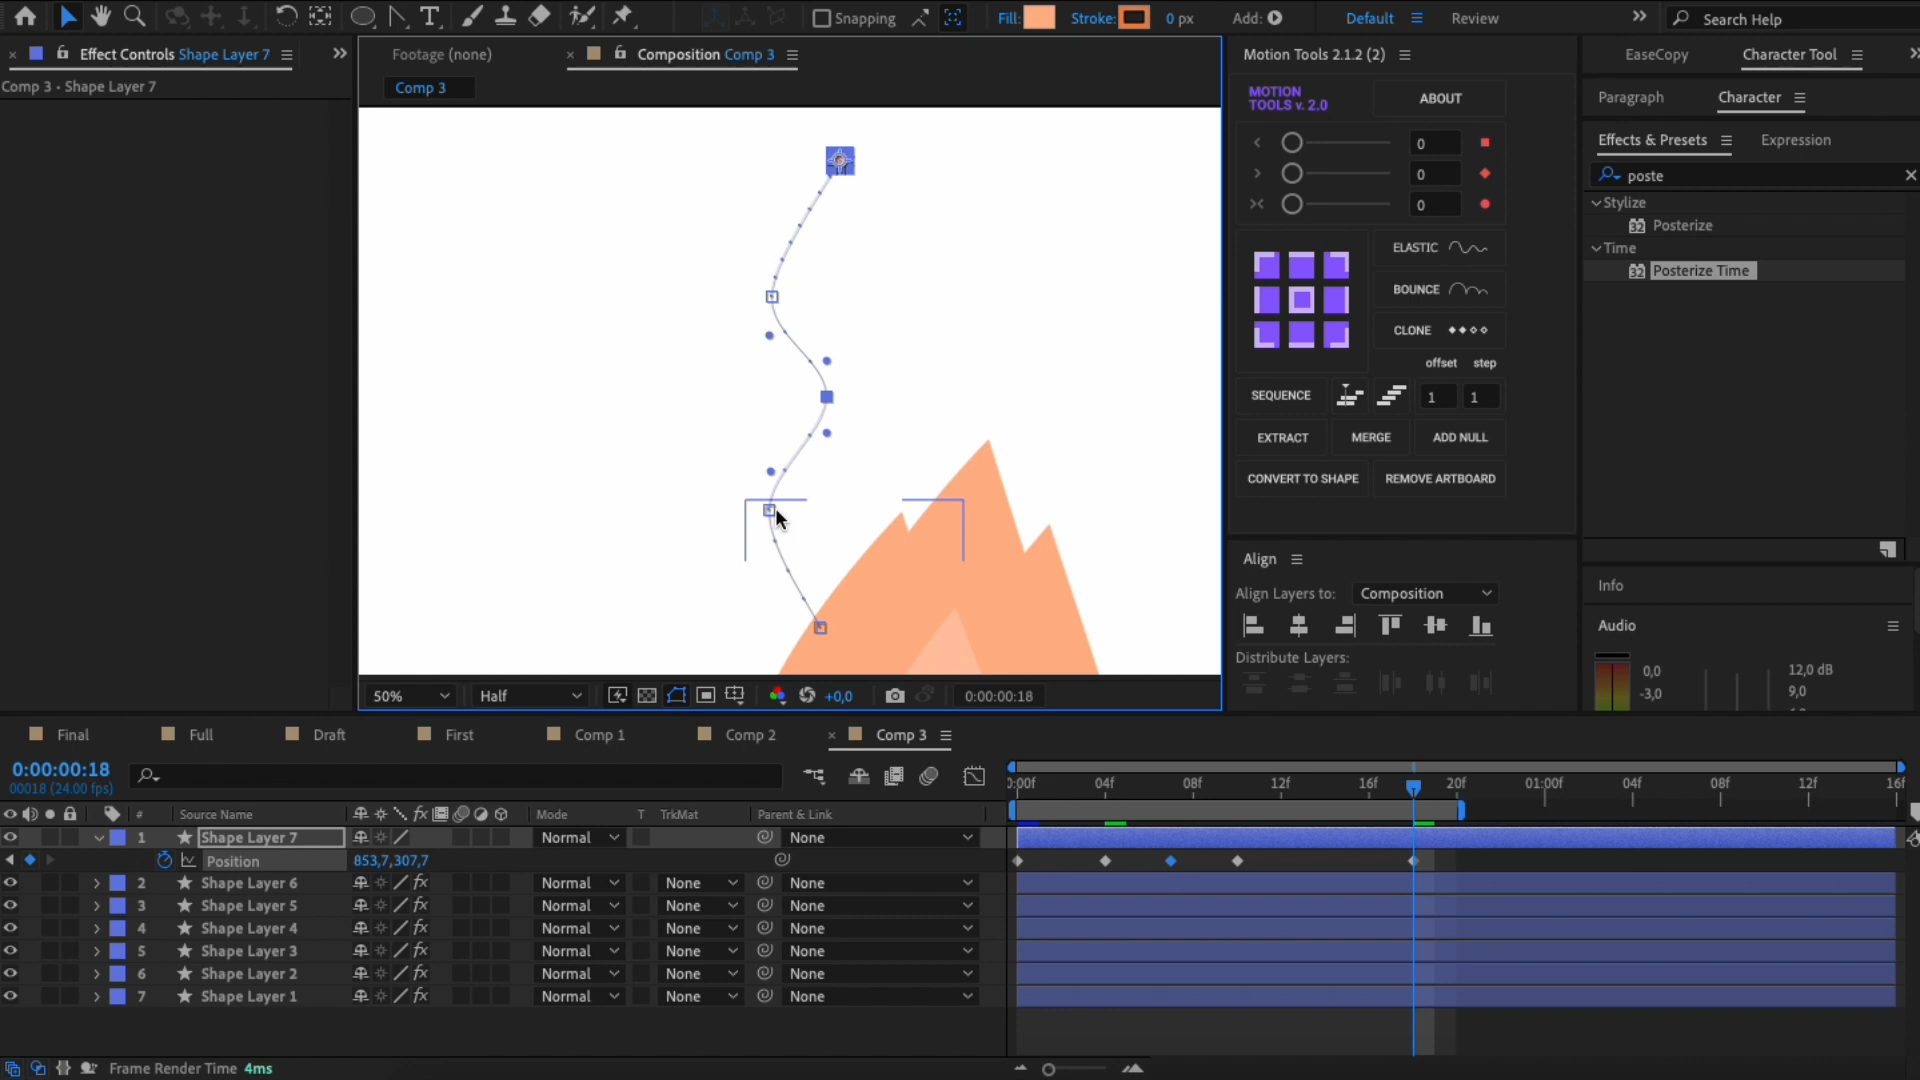 Snapping
Fill:
Stroke:
0 px
Add:
Default
Review
Search Help
Effect Controls Shape Layer 7
Footage (none)
Composition Comp 3
Motion Tools 2.1.2 (2)
EaseCopy
Character Tool
Comp 3 • Shape Layer 7
Comp 3
MOTION
TOOLS v. 2.0
ABOUT
Paragraph
Character
0
0
0
Effects & Presets
Expression
poste
Stylize
32 Posterize
Time
32 Posterize Time
ELASTIC
BOUNCE
CLONE
offset step
SEQUENCE
1
1
EXTRACT
MERGE
ADD NULL
CONVERT TO SHAPE
REMOVE ARTBOARD
Align
Align Layers to:
Composition
Distribute Layers:
Info
Audio
0,0
-3,0
12,0 dB
9,0
50%
Half
+0,0
0:00:00:18
Final
Full
Draft
First
Comp 1
Comp 2
Comp 3
0:00:00:18
00018 (24.00 fps)
0:00f 04f 08f 12f 16f 20f 01:00f 04f 08f 12f 16f
# Source Name fx Mode T TrkMat Parent & Link
1 Shape Layer 7 Normal None
Position 853,7,307,7
2 Shape Layer 6 fx Normal None None
3 Shape Layer 5 fx Normal None None
4 Shape Layer 4 fx Normal None None
5 Shape Layer 3 fx Normal None None
6 Shape Layer 2 fx Normal None None
7 Shape Layer 1 fx Normal None None
Frame Render Time 4ms